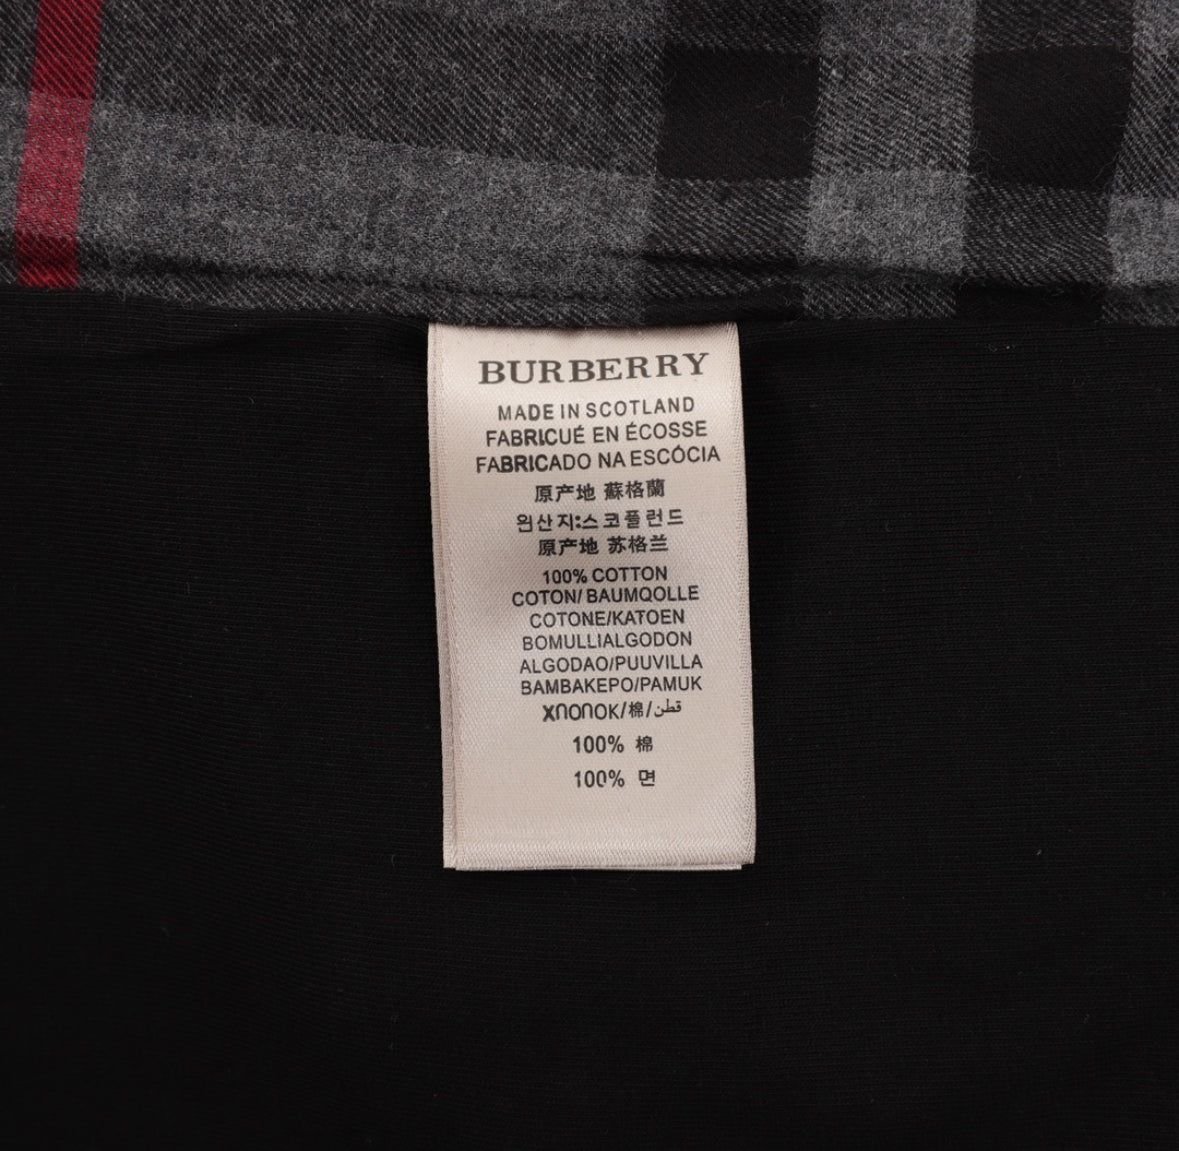 BURBERRY
MADE IN SCOTLAND
FABRICUÉ EN ÉCOSSE
FABRICADO NA ESCÓCIA
原产地 蘇格蘭
원산지:스코플런드
原产地 苏格兰
100% COTTON
COTON/BAUMQOLLE
COTONE/KATOEN
BOMULLIALGODON
ALGODAO/PUUVILLA
BAMBAKEPO/PAMUK
XՈOՈOK/棉/قطن
100% 棉
100% 면